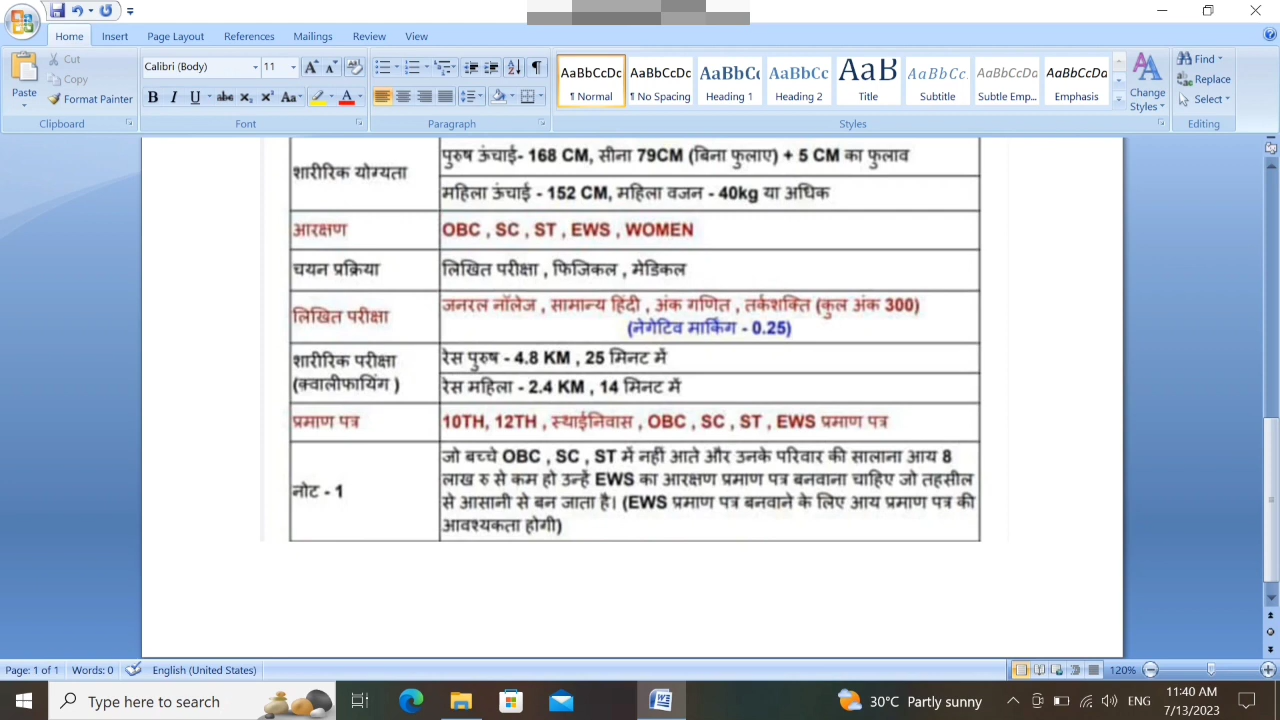 Home Insert Page Layout References Mailings Review View
Cut
Copy
Format Painter
Paste
Calibri (Body) 11
AaBbCcDc AaBbCcDc AaBbC( AaBbCc AaB AaBbCc. AaBbCcDa AaBbCcDa
¶ Normal ¶ No Spacing Heading 1 Heading 2 Title Subtitle Subtle Emp... Emphasis
Change
Styles
Find
Replace
Select
Clipboard Font Paragraph Styles Editing
शारीरिक योग्यता
पुरुष ऊंचाई- 168 CM, सीना 79CM (बिना फुलाए) + 5 CM का फुलाव
महिला ऊंचाई - 152 CM, महिला वजन - 40kg या अधिक
आरक्षण OBC , SC , ST , EWS , WOMEN
चयन प्रक्रिया लिखित परीक्षा , फिजिकल , मेडिकल
लिखित परीक्षा
जनरल नॉलेज , सामान्य हिंदी , अंक गणित , तर्कशक्ति (कुल अंक 300)
(नेगेटिव मार्किंग - 0.25)
शारीरिक परीक्षा
(क्वालीफायिंग )
रेस पुरुष - 4.8 KM , 25 मिनट में
रेस महिला - 2.4 KM , 14 मिनट में
प्रमाण पत्र 10TH, 12TH , स्थाईनिवास , OBC , SC , ST , EWS प्रमाण पत्र
नोट - 1
जो बच्चे OBC , SC , ST में नहीं आते और उनके परिवार की सालाना आय 8
लाख रु से कम हो उन्हें EWS का आरक्षण प्रमाण पत्र बनवाना चाहिए जो तहसील
से आसानी से बन जाता है। (EWS प्रमाण पत्र बनवाने के लिए आय प्रमाण पत्र की
आवश्यकता होगी)
Page: 1 of 1 Words: 0 English (United States) 120%
Type here to search
30°C Partly sunny
ENG
11:40 AM
7/13/2023